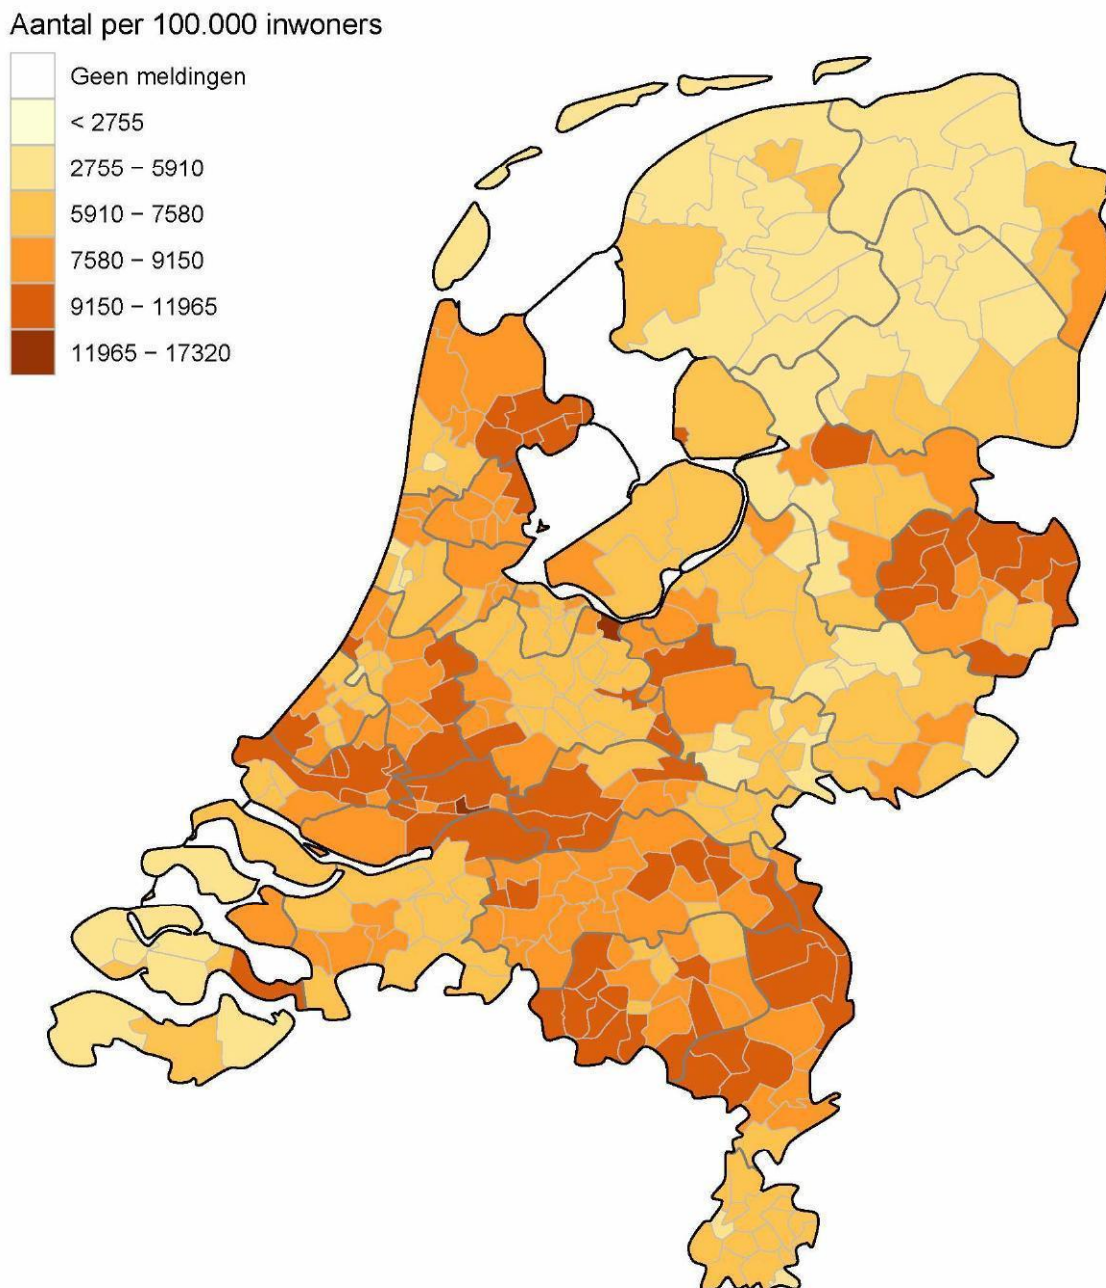 Aantal per 100.000 inwoners
Geen meldingen
< 2755
2755 − 5910
5910 − 7580
7580 − 9150
9150 − 11965
11965 − 17320